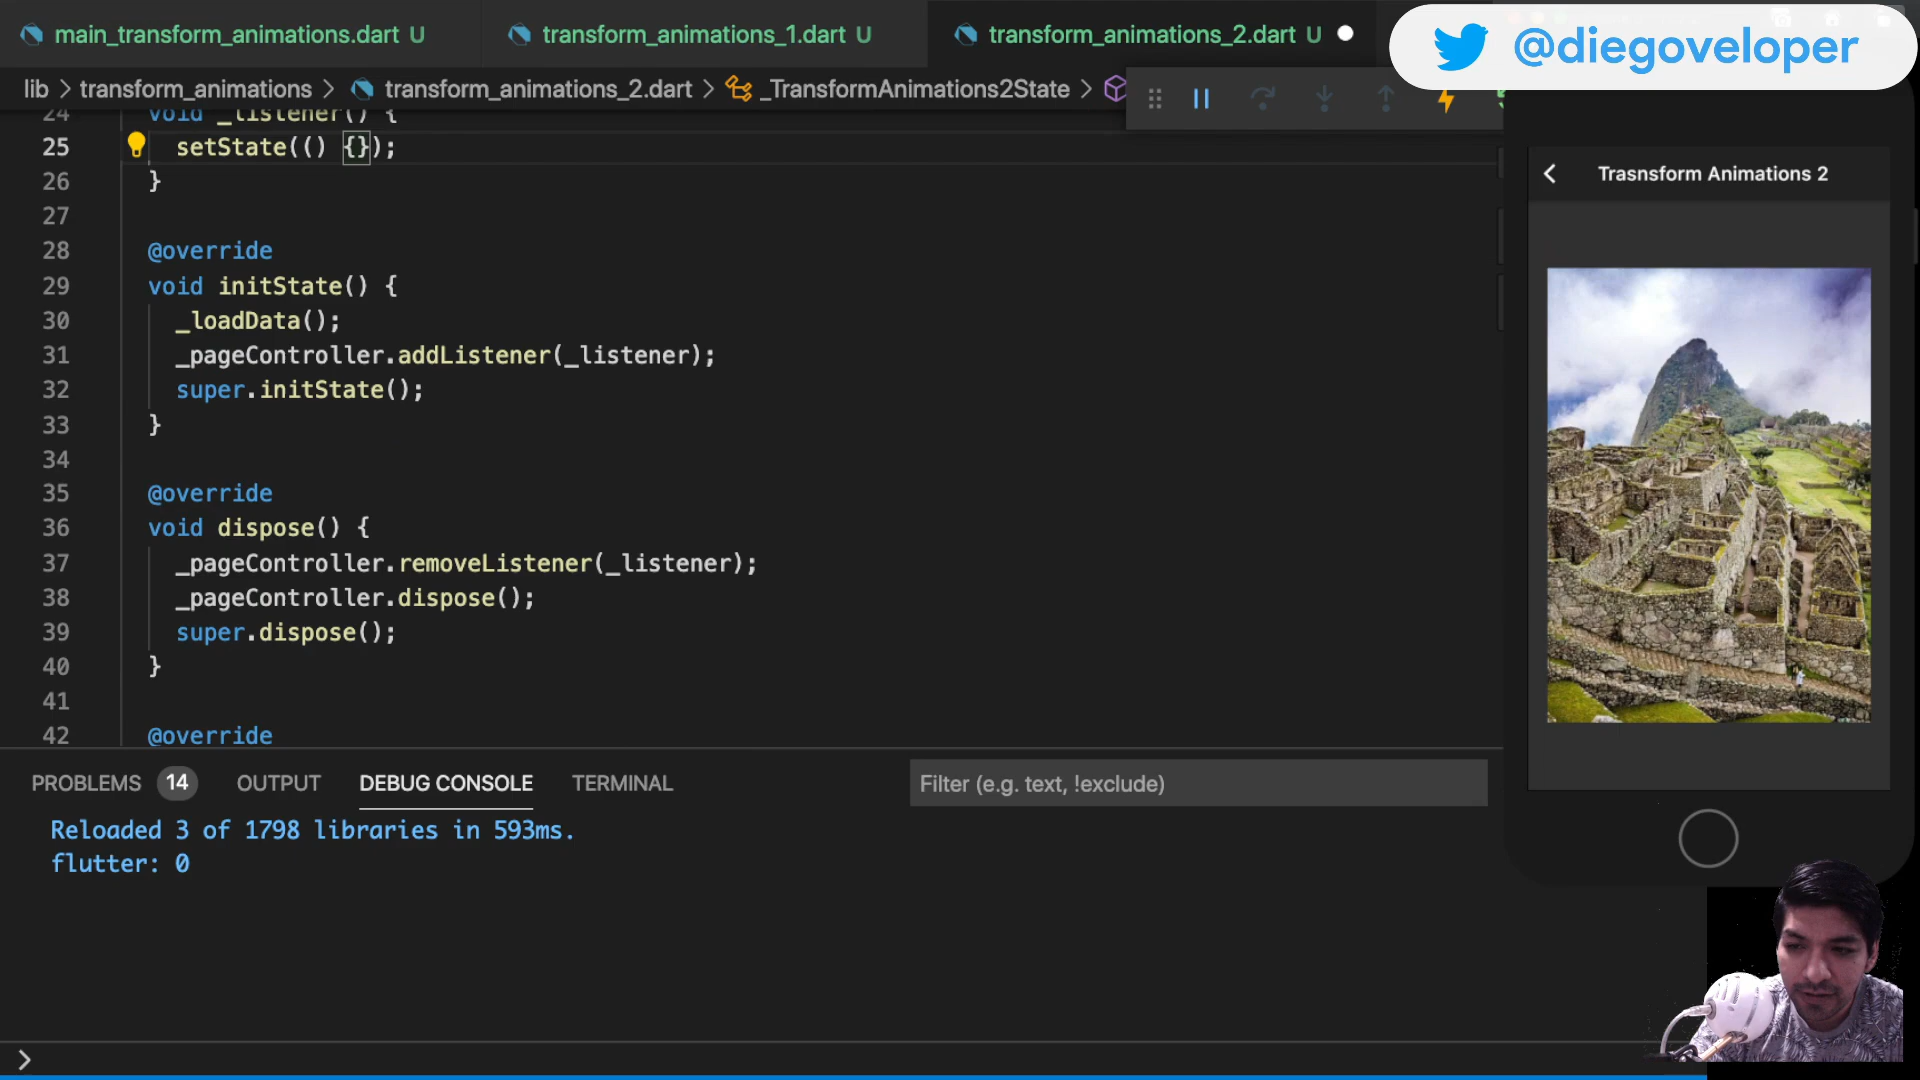 main_transform_animations.dart U
transform_animations_1.dart U
transform_animations_2.dart U
@diegoveloper
lib > transform_animations > transform_animations_2.dart > _TransformAnimations2State >
24 void _listener() {
25 setState(() {});
26 }
27
28 @override
29 void initState() {
30 _loadData();
31 _pageController.addListener(_listener);
32 super.initState();
33 }
34
35 @override
36 void dispose() {
37 _pageController.removeListener(_listener);
38 _pageController.dispose();
39 super.dispose();
40 }
41
42 @override
Trasnsform Animations 2
PROBLEMS 14 OUTPUT DEBUG CONSOLE TERMINAL
Filter (e.g. text, !exclude)
Reloaded 3 of 1798 libraries in 593ms.
flutter: 0
>